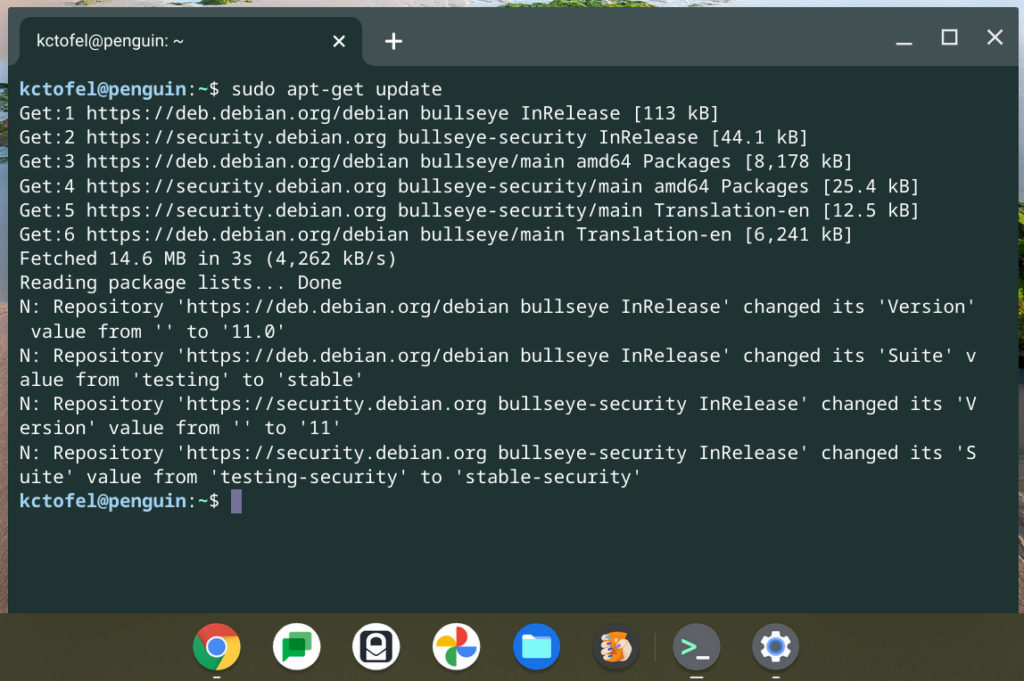 kctofel@penguin: ~
kctofel@penguin:~$ sudo apt-get update
Get:1 https://deb.debian.org/debian bullseye InRelease [113 kB]
Get:2 https://security.debian.org bullseye-security InRelease [44.1 kB]
Get:3 https://deb.debian.org/debian bullseye/main amd64 Packages [8,178 kB]
Get:4 https://security.debian.org bullseye-security/main amd64 Packages [25.4 kB]
Get:5 https://security.debian.org bullseye-security/main Translation-en [12.5 kB]
Get:6 https://deb.debian.org/debian bullseye/main Translation-en [6,241 kB]
Fetched 14.6 MB in 3s (4,262 kB/s)
Reading package lists... Done
N: Repository 'https://deb.debian.org/debian bullseye InRelease' changed its 'Version'
 value from '' to '11.0'
N: Repository 'https://deb.debian.org/debian bullseye InRelease' changed its 'Suite' v
alue from 'testing' to 'stable'
N: Repository 'https://security.debian.org bullseye-security InRelease' changed its 'V
ersion' value from '' to '11'
N: Repository 'https://security.debian.org bullseye-security InRelease' changed its 'S
uite' value from 'testing-security' to 'stable-security'
kctofel@penguin:~$